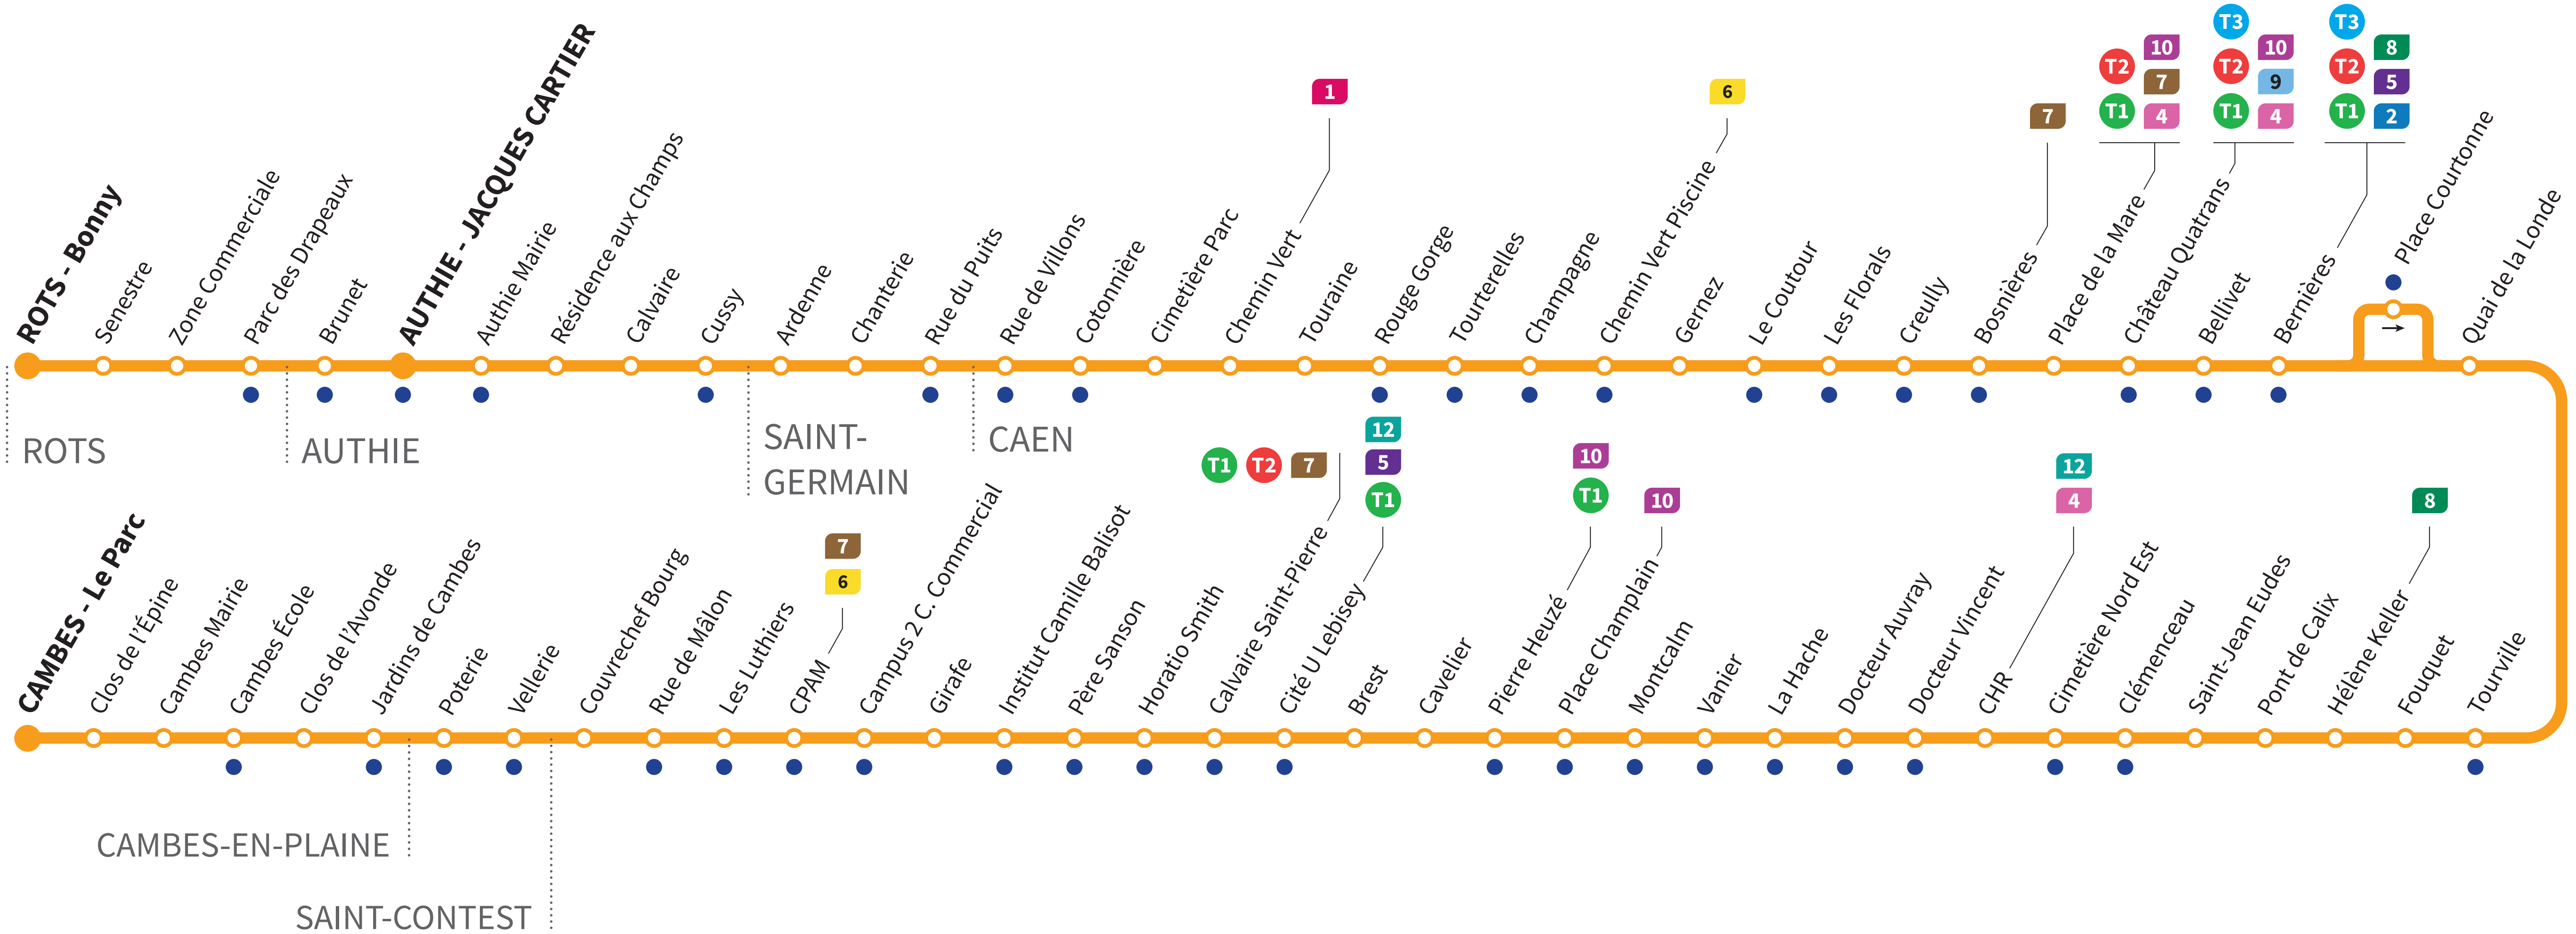 ROTS - Bonny
Senestre
Zone Commerciale
Parc des Drapeaux
Brunet
AUTHIE - JACQUES CARTIER
Authie Mairie
Résidence aux Champs
Calvaire
Cussy
Ardenne
Chanterie
Rue du Puits
Rue de Villons
Cotonnière
Cimetière Parc
Chemin Vert
1
Touraine
Rouge Gorge
Tourterelles
Champagne
Chemin Vert Piscine
6
Gernez
Le Coutour
Les Florals
Creully
Bosnières
7
Place de la Mare
T2 10
7
T1 4
Château Quatrans
T3
T2 10
9
T1 4
Bellivet
Bernières
T3
T2 8
5
T1 2
Place Courtonne
→
Quai de la Londe
ROTS
AUTHIE
SAINT-
GERMAIN
CAEN
CAMBES - Le Parc
Clos de l'Épine
Cambes Mairie
Cambes École
Clos de l'Avonde
Jardins de Cambes
Poterie
Vellerie
Couvrechef Bourg
Rue de Mâlon
Les Luthiers
CPAM
7
6
Campus 2 C. Commercial
Girafe
Institut Camille Balisot
Père Sanson
Horatio Smith
Calvaire Saint-Pierre
T1 T2 7
Cité U Lebisey
12
5
T1
Brest
Cavelier
Pierre Heuzé
10
T1
Place Champlain
10
Montcalm
Vanier
La Hache
Docteur Auvray
Docteur Vincent
CHR
12
4
Cimetière Nord Est
Clémenceau
Saint-Jean Eudes
Pont de Calix
Hélène Keller
8
Fouquet
Tourville
CAMBES-EN-PLAINE
SAINT-CONTEST